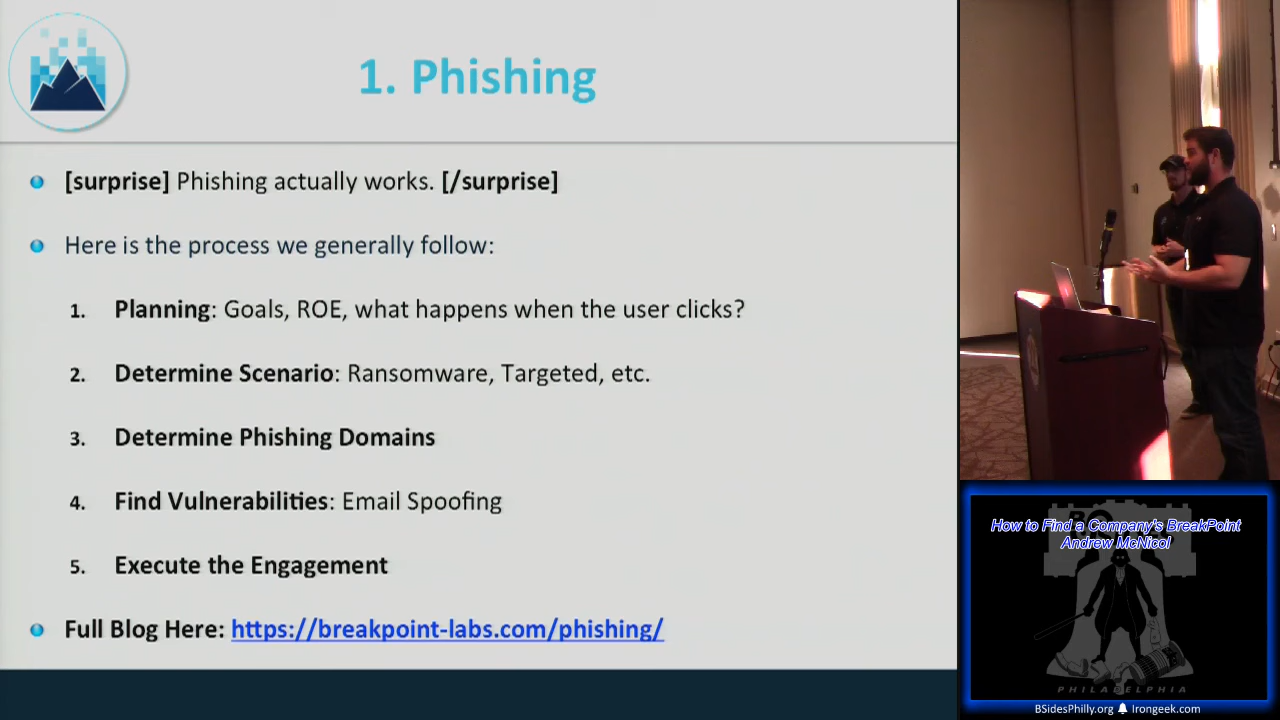 1. Phishing
[surprise] Phishing actually works. [/surprise]
Here is the process we generally follow:
1. Planning: Goals, ROE, what happens when the user clicks?
2. Determine Scenario: Ransomware, Targeted, etc.
3. Determine Phishing Domains
4. Find Vulnerabilities: Email Spoofing
5. Execute the Engagement
Full Blog Here: https://breakpoint-labs.com/phishing/
How to Find a Company's BreakPoint
Andrew McNicol
PHILADELPHIA
BSidesPhilly.org Irongeek.com